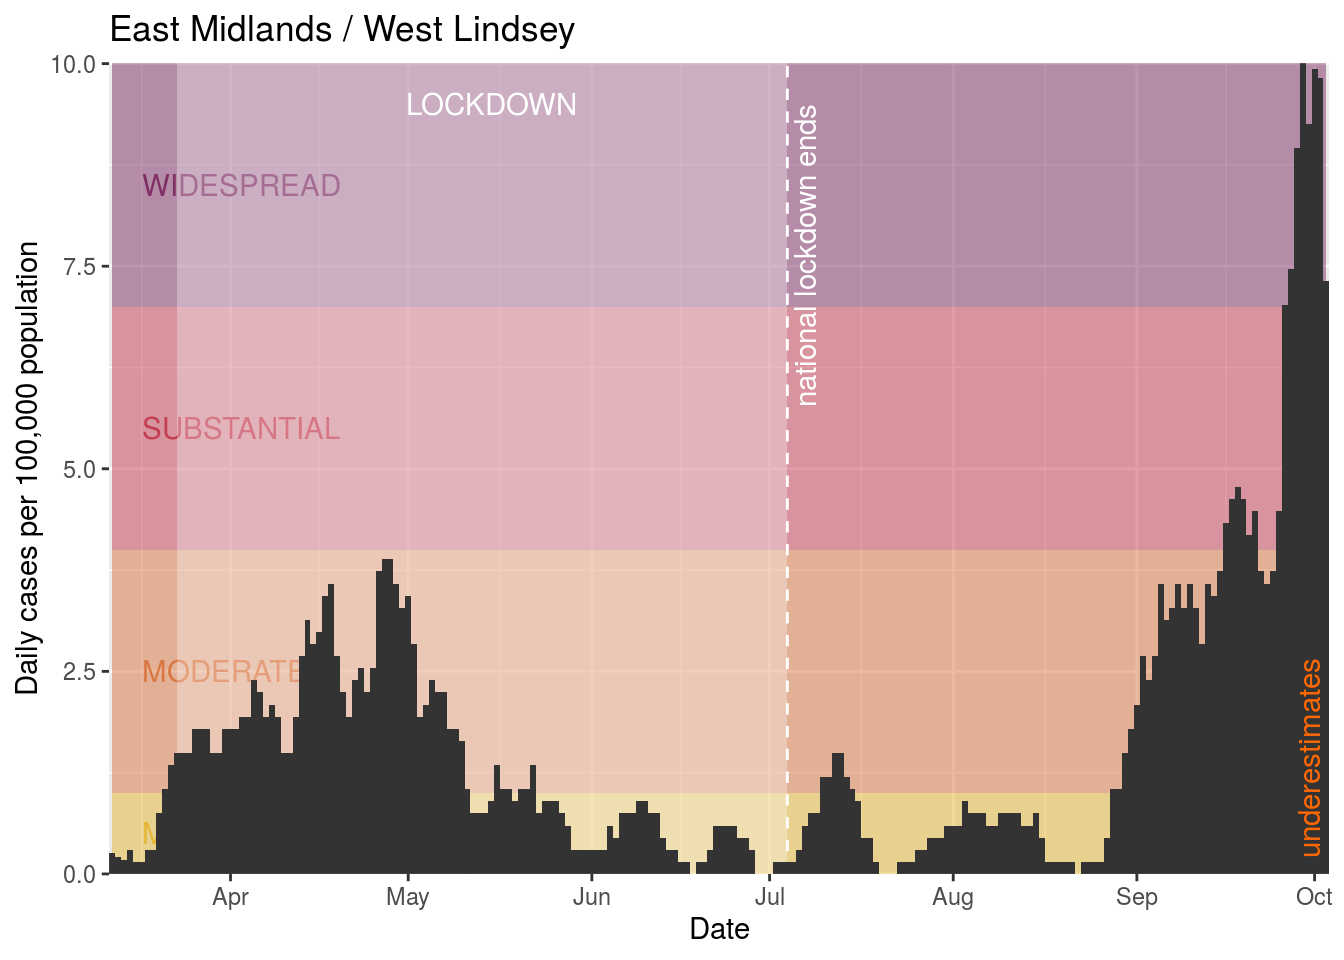 East Midlands / West Lindsey
10.0
7.5
5.0
2.5
0.0
Daily cases per 100,000 population
LOCKDOWN
WIDESPREAD
SUBSTANTIAL
MODERATE
M
national lockdown ends
underestimates
Apr
May
Jun
Jul
Aug
Sep
Oct
Date